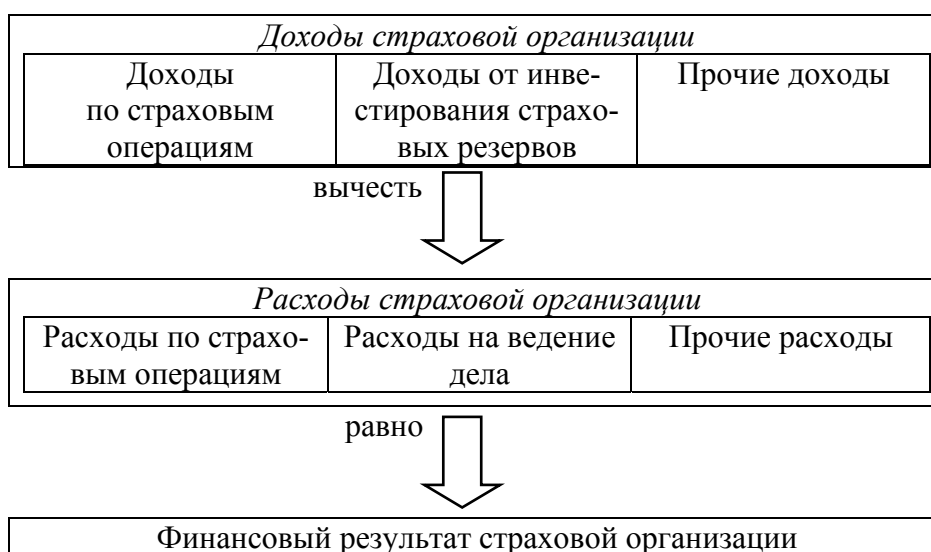 Доходы страховой организации
Доходы
по страховым
операциям
Доходы от инве-
стирования страхо-
вых резервов
Прочие доходы
вычесть
Расходы страховой организации
Расходы по страхо-
вым операциям
Расходы на ведение
дела
Прочие расходы
равно
Финансовый результат страховой организации